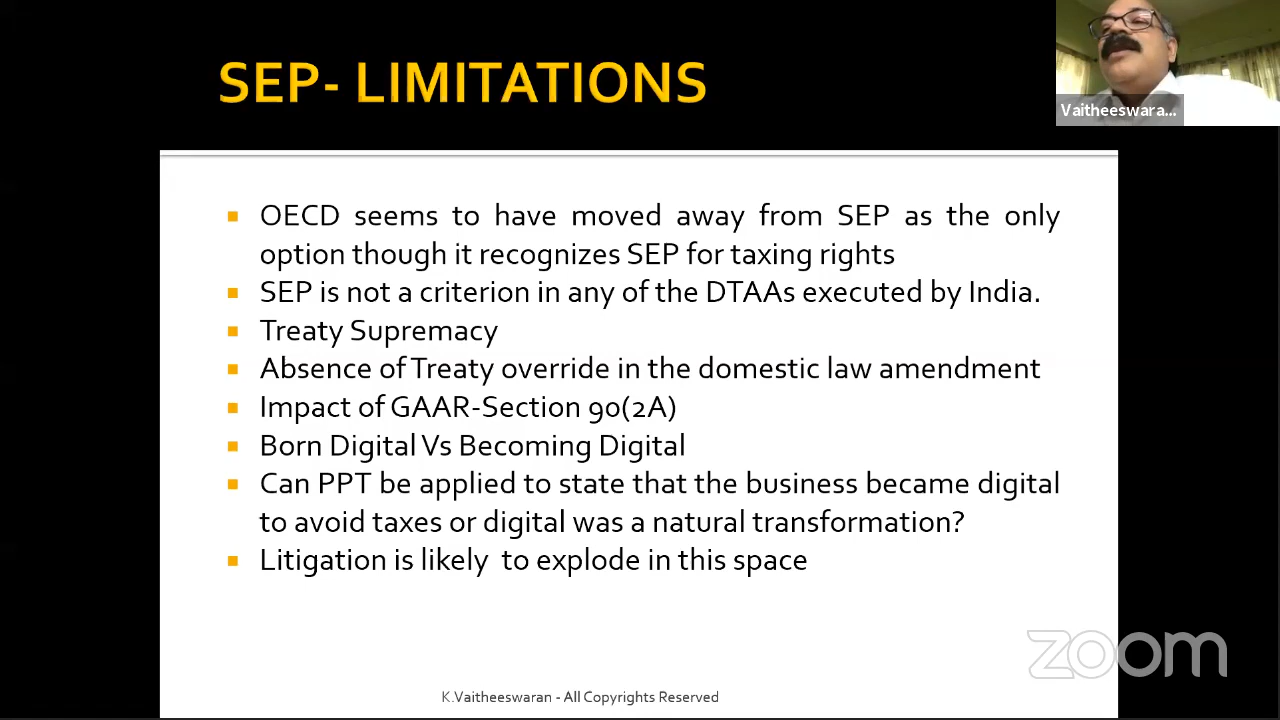 SEP- LIMITATIONS
Vaitheeswara...
OECD seems to have moved away from SEP as the only
option though it recognizes SEP for taxing rights
SEP is not a criterion in any of the DTAAs executed by India.
Treaty Supremacy
Absence of Treaty override in the domestic law amendment
Impact of GAAR-Section 90(2A)
Born Digital Vs Becoming Digital
Can PPT be applied to state that the business became digital
to avoid taxes or digital was a natural transformation?
Litigation is likely to explode in this space
zoom
K.Vaitheeswaran - All Copyrights Reserved